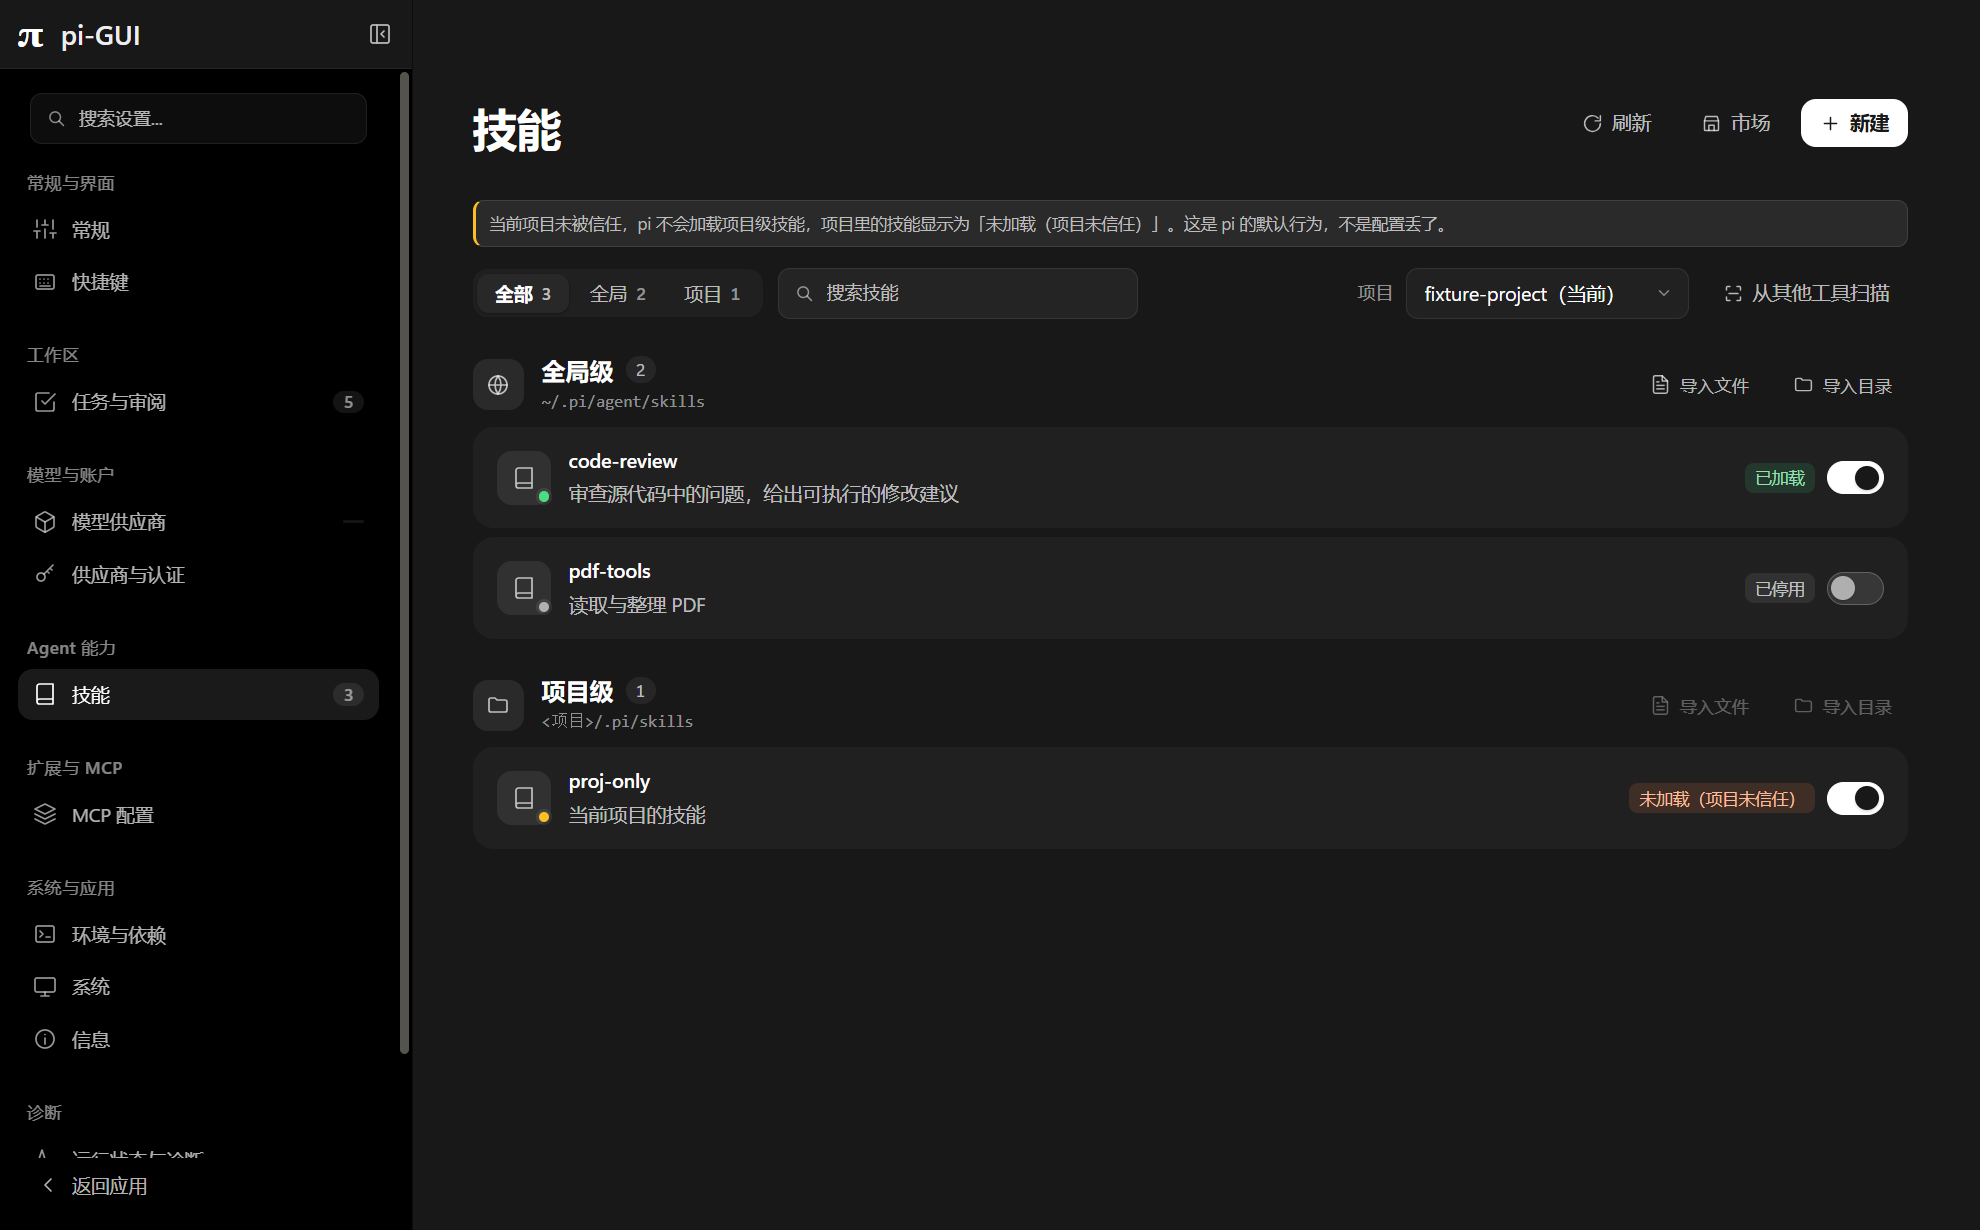 π pi-GUI
搜索设置...
常规与界面
常规
快捷键
工作区
任务与审阅 5
模型与账户
模型供应商
供应商与认证
Agent 能力
技能 3
扩展与 MCP
MCP 配置
系统与应用
环境与依赖
系统
信息
诊断
运行状态与诊断
返回应用
技能
刷新
市场
+ 新建
当前项目未被信任，pi 不会加载项目级技能，项目里的技能显示为「未加载（项目未信任）」。这是 pi 的默认行为，不是配置丢了。
全部 3
全局 2
项目 1
搜索技能
项目
fixture-project（当前）
从其他工具扫描
全局级 2
~/.pi/agent/skills
导入文件
导入目录
code-review
审查源代码中的问题，给出可执行的修改建议
已加载
pdf-tools
读取与整理 PDF
已停用
项目级 1
<项目>/.pi/skills
导入文件
导入目录
proj-only
当前项目的技能
未加载（项目未信任）